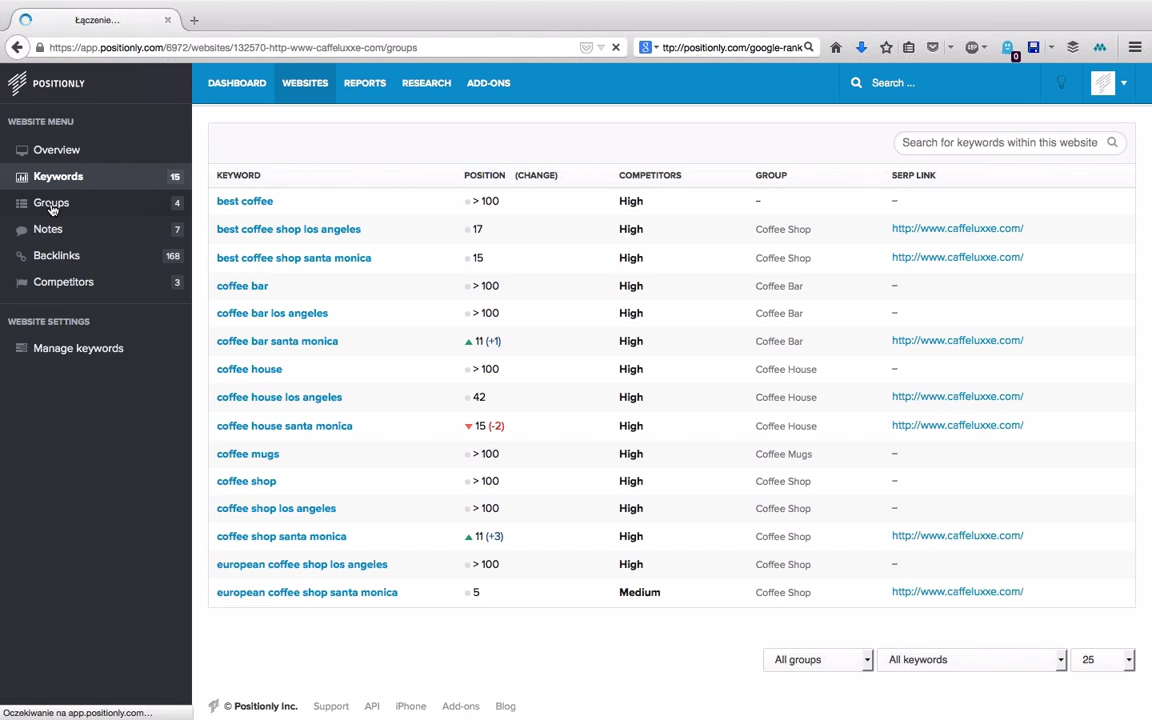 Łączenie...
https://app.positionly.com/6972/websites/132570-http-www-caffeluxxe-com/groups
ttp://positionly.com/google-rank
0
POSITIONLY
DASHBOARD WEBSITES REPORTS RESEARCH ADD-ONS
Search ...
WEBSITE MENU
Overview
Keywords 15
Groups 4
Notes 7
Backlinks 168
Competitors 3
WEBSITE SETTINGS
Manage keywords
Search for keywords within this website
KEYWORD POSITION (CHANGE) COMPETITORS GROUP SERP LINK
best coffee > 100 High – –
best coffee shop los angeles 17 High Coffee Shop http://www.caffeluxxe.com/
best coffee shop santa monica 15 High Coffee Shop http://www.caffeluxxe.com/
coffee bar > 100 High Coffee Bar –
coffee bar los angeles > 100 High Coffee Bar –
coffee bar santa monica 11 (+1) High Coffee Bar http://www.caffeluxxe.com/
coffee house > 100 High Coffee House –
coffee house los angeles 42 High Coffee House http://www.caffeluxxe.com/
coffee house santa monica 15 (-2) High Coffee House http://www.caffeluxxe.com/
coffee mugs > 100 High Coffee Mugs –
coffee shop > 100 High Coffee Shop –
coffee shop los angeles > 100 High Coffee Shop –
coffee shop santa monica 11 (+3) High Coffee Shop http://www.caffeluxxe.com/
european coffee shop los angeles > 100 High Coffee Shop –
european coffee shop santa monica 5 Medium Coffee Shop http://www.caffeluxxe.com/
All groups All keywords 25
© Positionly Inc. Support API iPhone Add-ons Blog
Oczekiwanie na app.positionly.com...